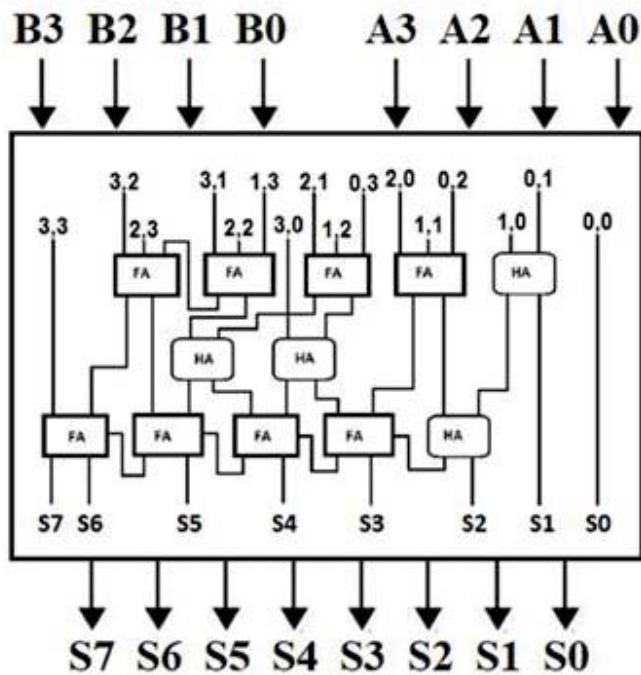 B3 B2 B1 B0 A3 A2 A1 A0
3,2 3,1 1,3 2,1 0,3 2,0 0,2 0,1
3,3 2,3 2,2 3,0 1,2 1,1 1,0 0,0
FA FA FA FA HA
HA HA
FA FA FA FA HA
S7 S6 S5 S4 S3 S2 S1 S0
S7 S6 S5 S4 S3 S2 S1 S0